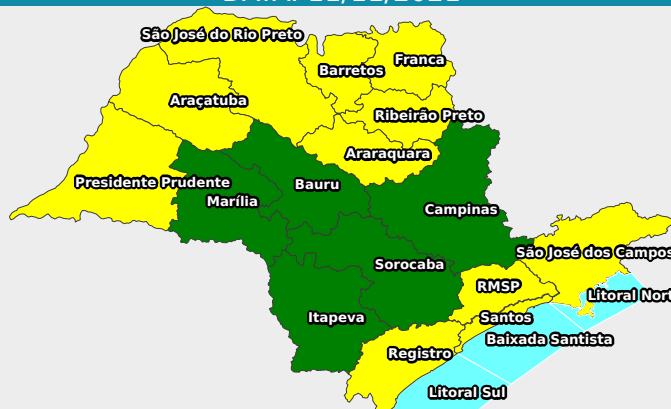 São José do Rio Preto
Franca
Barretos
Araçatuba
Ribeirão Preto
Araraquara
Presidente Prudente
Bauru
Marília
Campinas
São José dos Campos
Sorocaba
RMSP
Litoral Nort
Itapeva
Santos
Baixada Santista
Registro
Litoral Sul